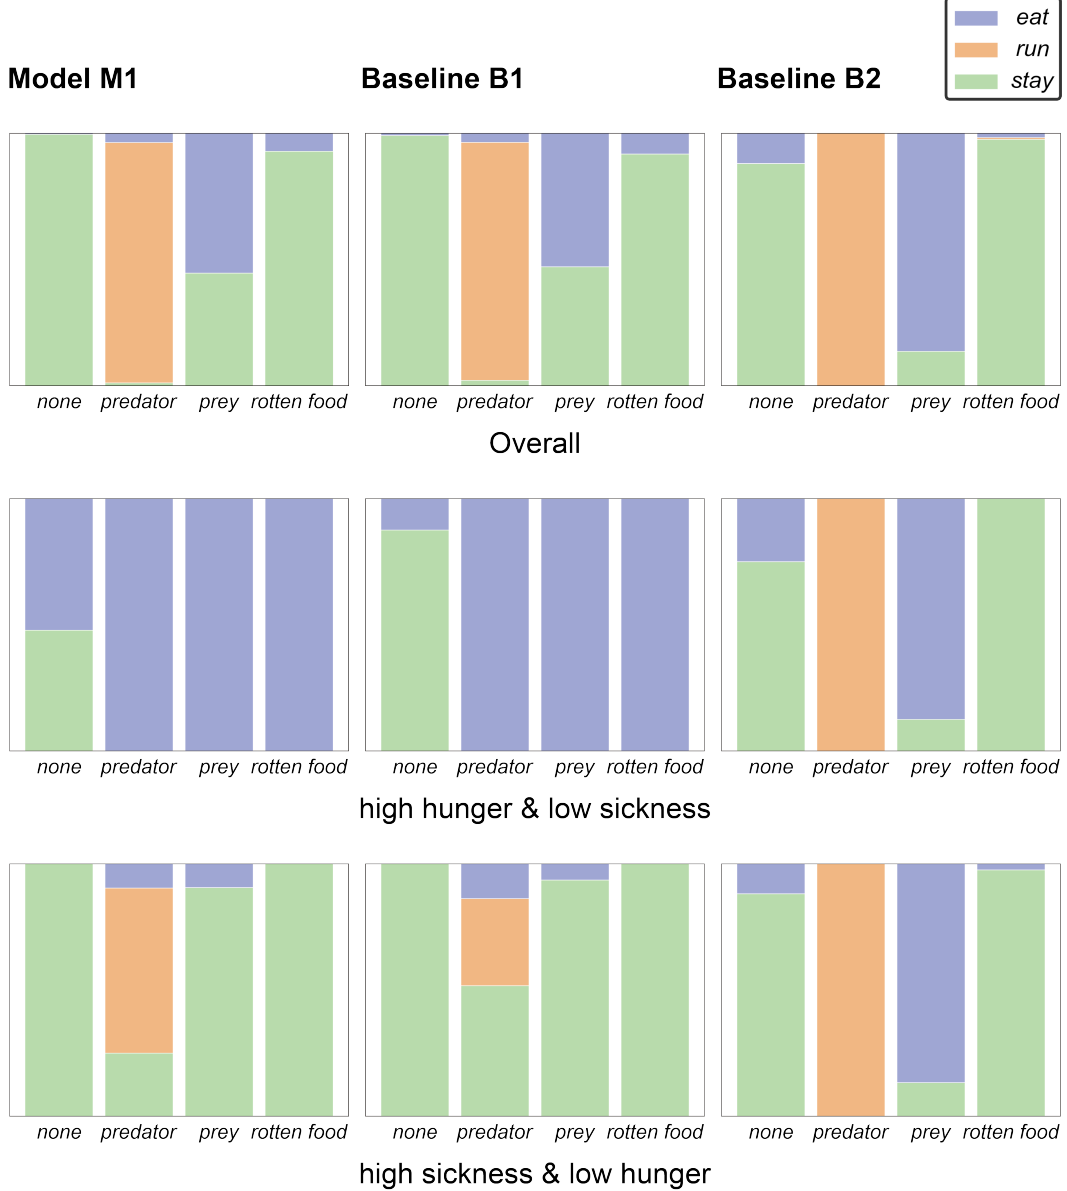 eat
run
stay
Model M1 Baseline B1 Baseline B2
none predator prey rotten food none predator prey rotten food none predator prey rotten food
Overall
none predator prey rotten food none predator prey rotten food none predator prey rotten food
high hunger & low sickness
none predator prey rotten food none predator prey rotten food none predator prey rotten food
high sickness & low hunger